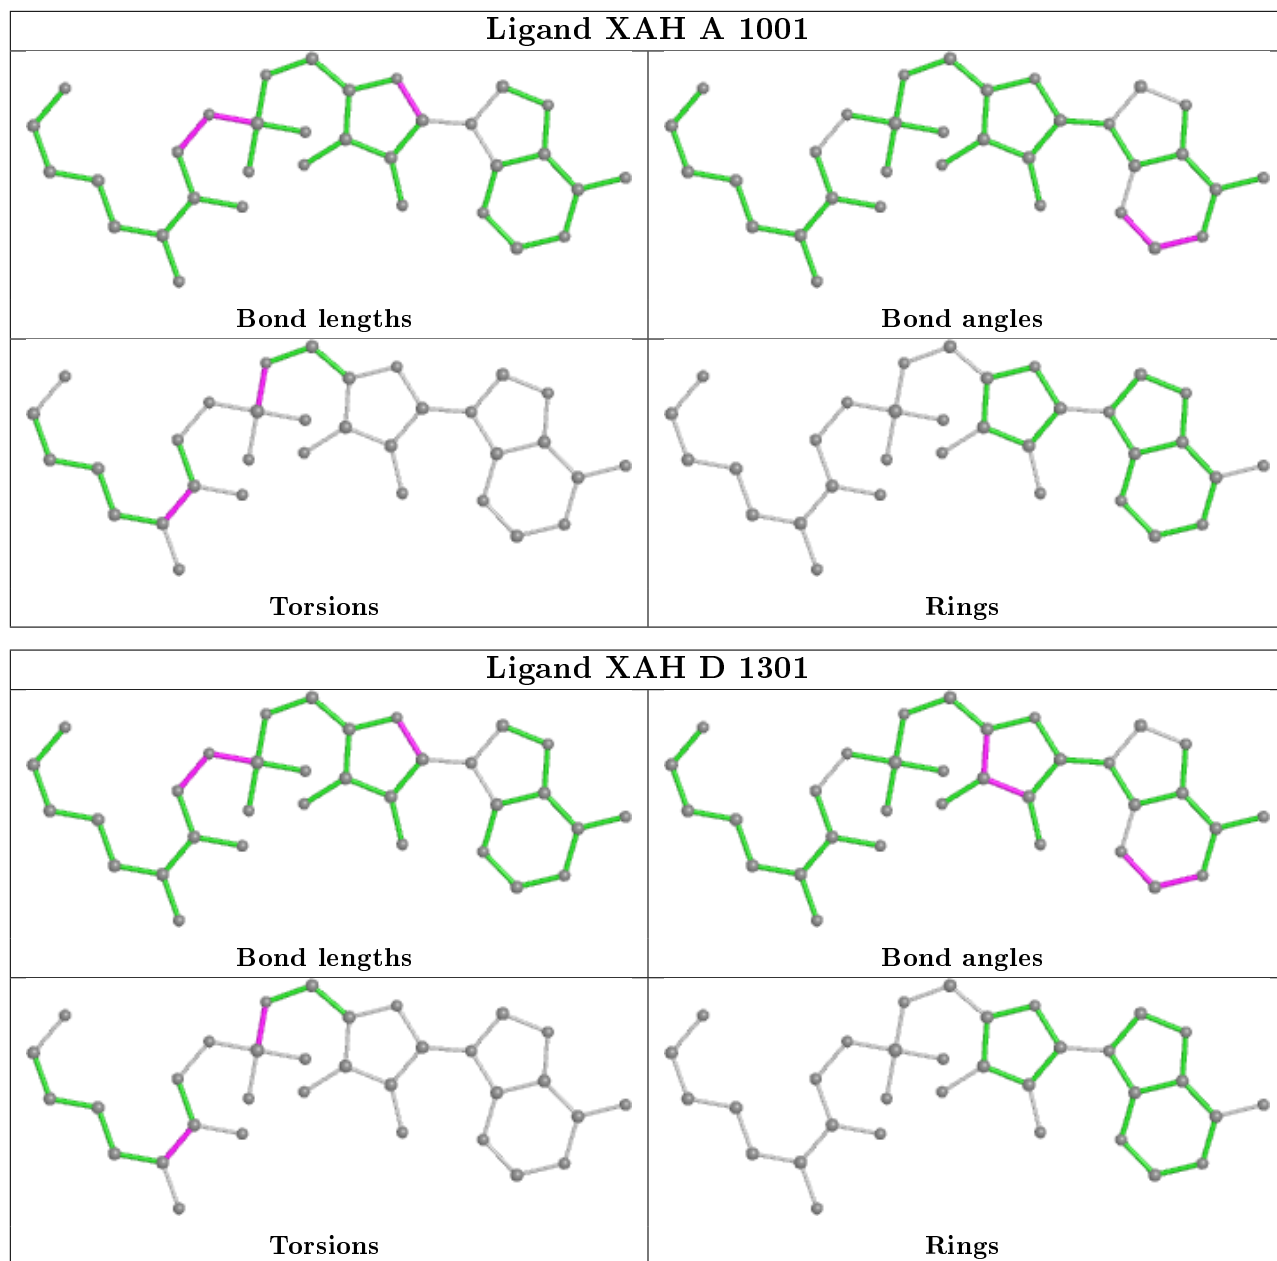 Ligand XAH A 1001
Bond lengths
Bond angles
Torsions
Rings
Ligand XAH D 1301
Bond lengths
Bond angles
Torsions
Rings